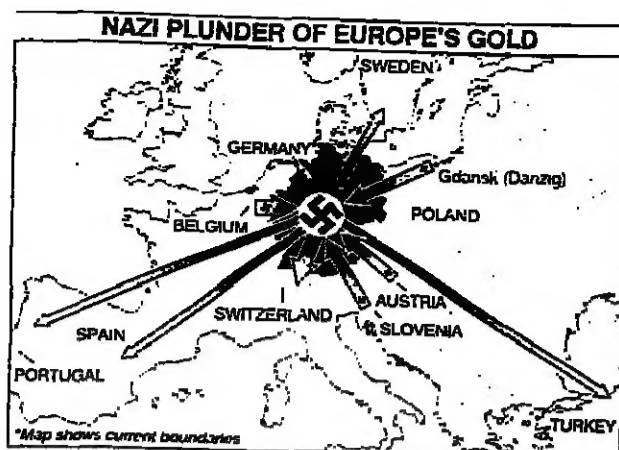 NAZI PLUNDER OF EUROPE'S GOLD
SWEDEN
GERMANY
Gdansk (Danzig)
BELGIUM
POLAND
AUSTRIA
SWITZERLAND
SLOVENIA
SPAIN
PORTUGAL
TURKEY
*Map shows current boundaries